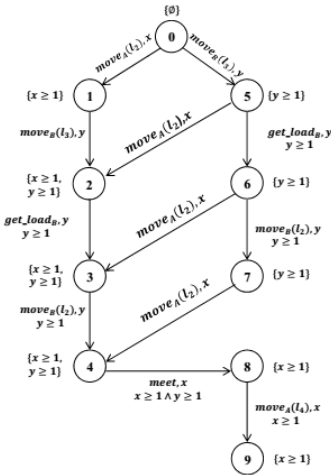 {∅}
0
move_A(l_2), x
move_B(l_3), y
{x ≥ 1}
1
5
{y ≥ 1}
move_B(l_3), y
move_A(l_2), x
get_load_B, y
y ≥ 1
{x ≥ 1,
y ≥ 1}
2
6
{y ≥ 1}
get_load_B, y
y ≥ 1
move_A(l_2), x
move_B(l_2), y
y ≥ 1
{x ≥ 1,
y ≥ 1}
3
7
{y ≥ 1}
move_B(l_2), y
y ≥ 1
move_A(l_2), x
{x ≥ 1,
y ≥ 1}
4
8
{x ≥ 1}
meet, x
x ≥ 1 ∧ y ≥ 1
move_A(l_4), x
x ≥ 1
9
{x ≥ 1}